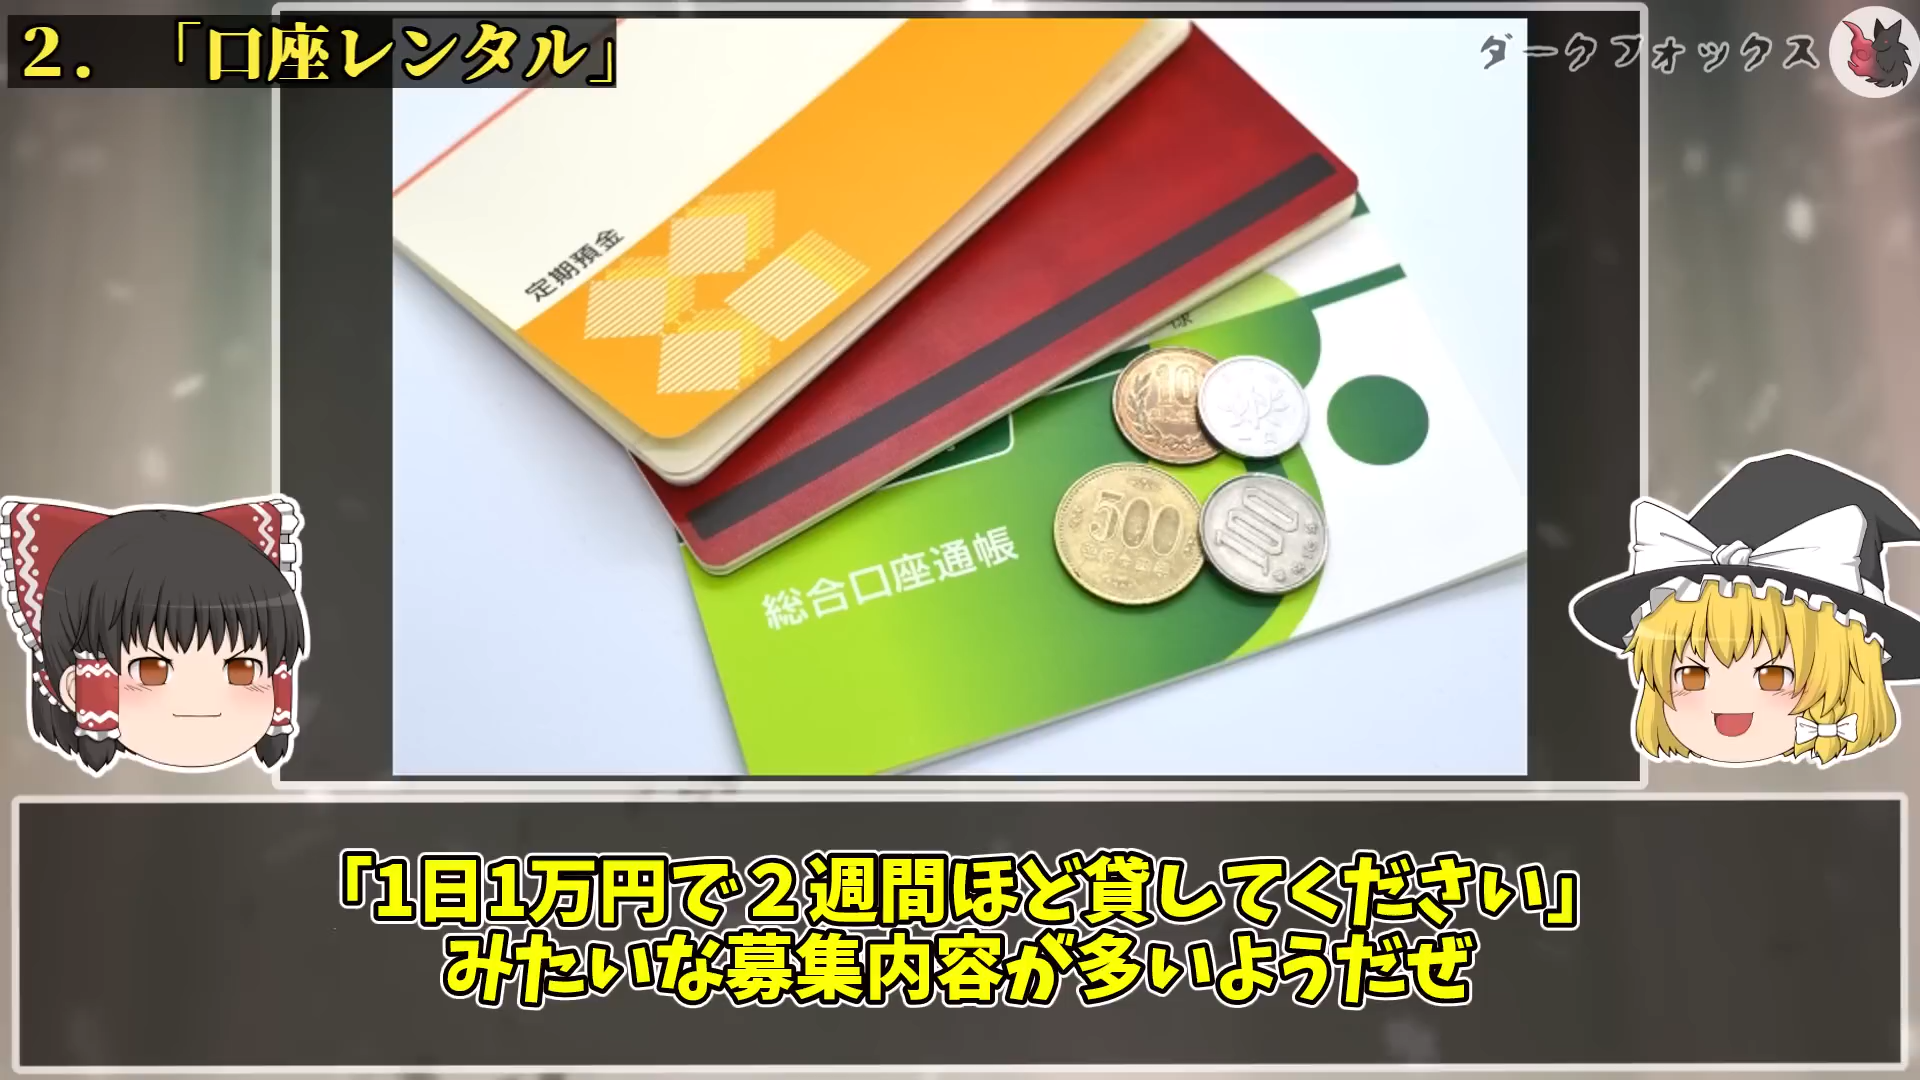 ２．「口座レンタル」
ダークフォックス
定期預金
総合口座通帳
10
500
100
「1日1万円で２週間ほど貸してください」
みたいな募集内容が多いようだぜ